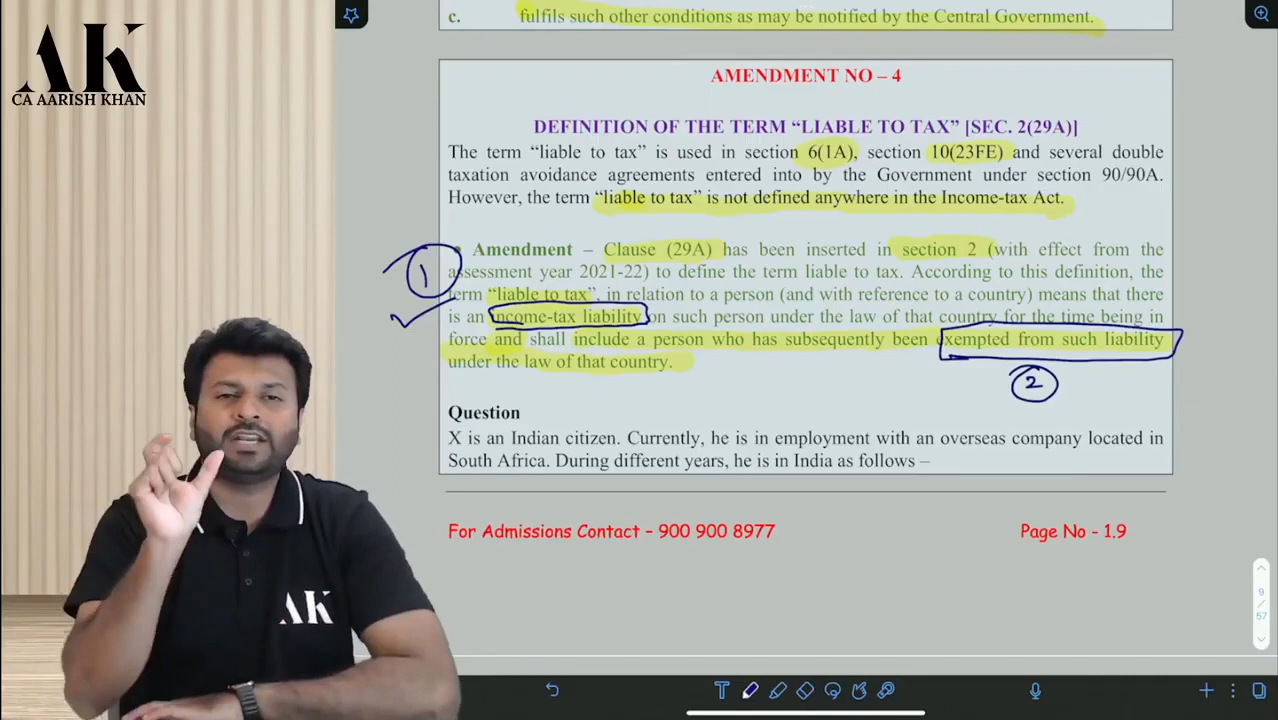 AK
CA AARISH KHAN
c. fulfils such other conditions as may be notified by the Central Government.
AMENDMENT NO – 4
DEFINITION OF THE TERM “LIABLE TO TAX” [SEC. 2(29A)]
The term “liable to tax” is used in section 6(1A), section 10(23FE) and several double
taxation avoidance agreements entered into by the Government under section 90/90A.
However, the term “liable to tax” is not defined anywhere in the Income-tax Act.
• Amendment – Clause (29A) has been inserted in section 2 (with effect from the
assessment year 2021-22) to define the term liable to tax. According to this definition, the
term “liable to tax”, in relation to a person (and with reference to a country) means that there
is an income-tax liability on such person under the law of that country for the time being in
force and shall include a person who has subsequently been exempted from such liability
under the law of that country.
1
2
Question
X is an Indian citizen. Currently, he is in employment with an overseas company located in
South Africa. During different years, he is in India as follows –
For Admissions Contact – 900 900 8977
Page No - 1.9
AK
9
/
57
T